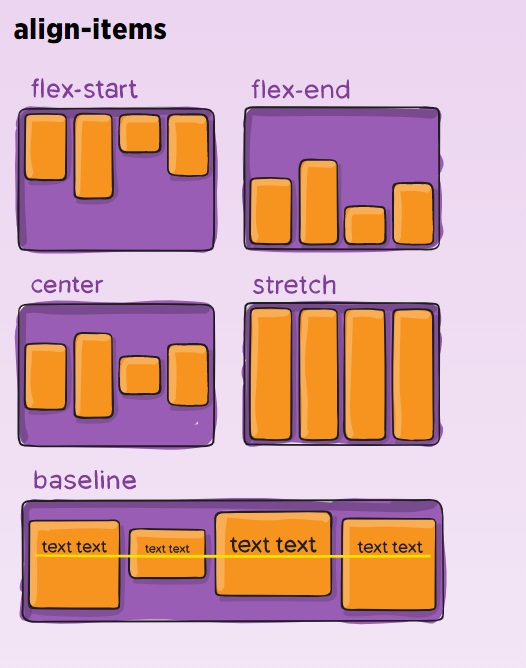 align-items
flex-start
flex-end
center
stretch
baseline
text text
text text
text text
text text